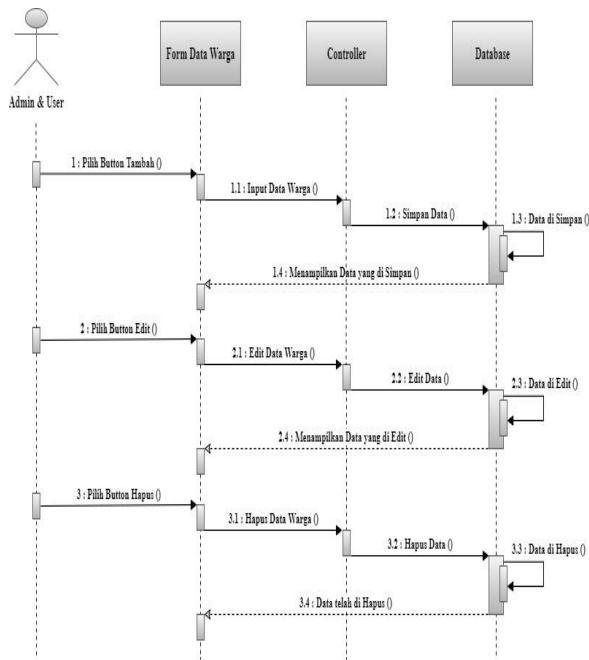 Form Data Warga
Controller
Database
Admin & User
1 : Pilih Button Tambah ()
1.1 : Input Data Warga ()
1.2 : Simpan Data ()
1.3 : Data di Simpan ()
1.4 : Menampilkan Data yang di Simpan ()
2 : Pilih Button Edit ()
2.1 : Edit Data Warga ()
2.2 : Edit Data ()
2.3 : Data di Edit ()
2.4 : Menampilkan Data yang di Edit ()
3 : Pilih Button Hapus ()
3.1 : Hapus Data Warga ()
3.2 : Hapus Data ()
3.3 : Data di Hapus ()
3.4 : Data telah di Hapus ()